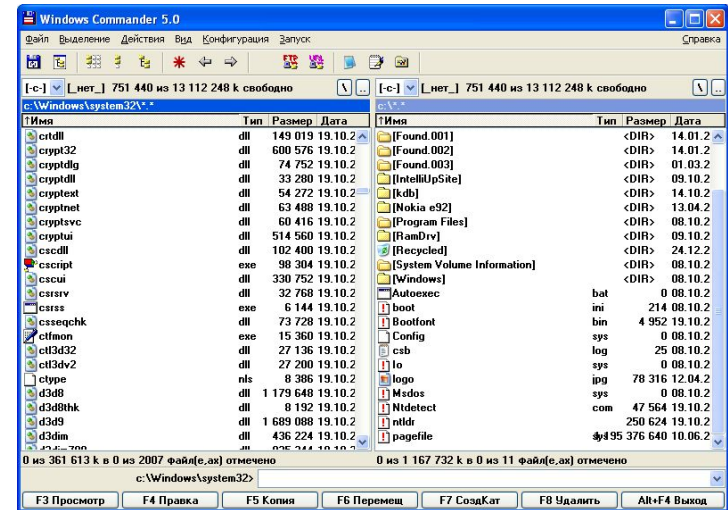 Windows Commander 5.0
Файл Выделение Действия Вид Конфигурация Запуск Справка
[-c-] [_нет_] 751 440 из 13 112 248 k свободно \ ..
c:\Windows\system32\*.*
↑Имя Тип Размер Дата
crtdll dll 149 019 19.10.2
crypt32 dll 600 576 19.10.2
cryptdlg dll 74 752 19.10.2
cryptdll dll 33 280 19.10.2
cryptext dll 54 272 19.10.2
cryptnet dll 63 488 19.10.2
cryptsvc dll 60 416 19.10.2
cryptui dll 514 560 19.10.2
cscdll dll 102 400 19.10.2
cscript exe 98 304 19.10.2
cscui dll 330 752 19.10.2
csrsrv dll 32 768 19.10.2
csrss exe 6 144 19.10.2
csseqchk dll 73 728 19.10.2
ctfmon exe 15 360 19.10.2
ctl3d32 dll 27 136 19.10.2
ctl3dv2 dll 27 200 19.10.2
ctype nls 8 386 19.10.2
d3d8 dll 1 179 648 19.10.2
d3d8thk dll 8 192 19.10.2
d3d9 dll 1 689 088 19.10.2
d3dim dll 436 224 19.10.2
0 из 361 613 k в 0 из 2007 файл(е,ах) отмечено
[-c-] [_нет_] 751 440 из 13 112 248 k свободно \ ..
c:\*.*
↑Имя Тип Размер Дата
[Found.001] <DIR> 14.01.2
[Found.002] <DIR> 14.01.2
[Found.003] <DIR> 01.03.2
[IntelliUpSite] <DIR> 09.10.2
[kdb] <DIR> 14.10.2
[Nokia e92] <DIR> 13.04.2
[Program Files] <DIR> 08.10.2
[RamDrv] <DIR> 09.10.2
[Recycled] <DIR> 24.12.2
[System Volume Information] <DIR> 08.10.2
[Windows] <DIR> 08.10.2
Autoexec bat 0 08.10.2
boot ini 214 08.10.2
Bootfont bin 4 952 19.10.2
Config sys 0 08.10.2
csb log 25 08.10.2
Io sys 0 08.10.2
logo jpg 78 316 12.04.2
Msdos sys 0 08.10.2
Ntdetect com 47 564 19.10.2
ntldr 250 624 19.10.2
pagefile 95 376 640 10.06.2
0 из 1 167 732 k в 0 из 11 файл(е,ах) отмечено
c:\Windows\system32>
F3 Просмотр F4 Правка F5 Копия F6 Перемещ F7 СоздКат F8 Удалить Alt+F4 Выход